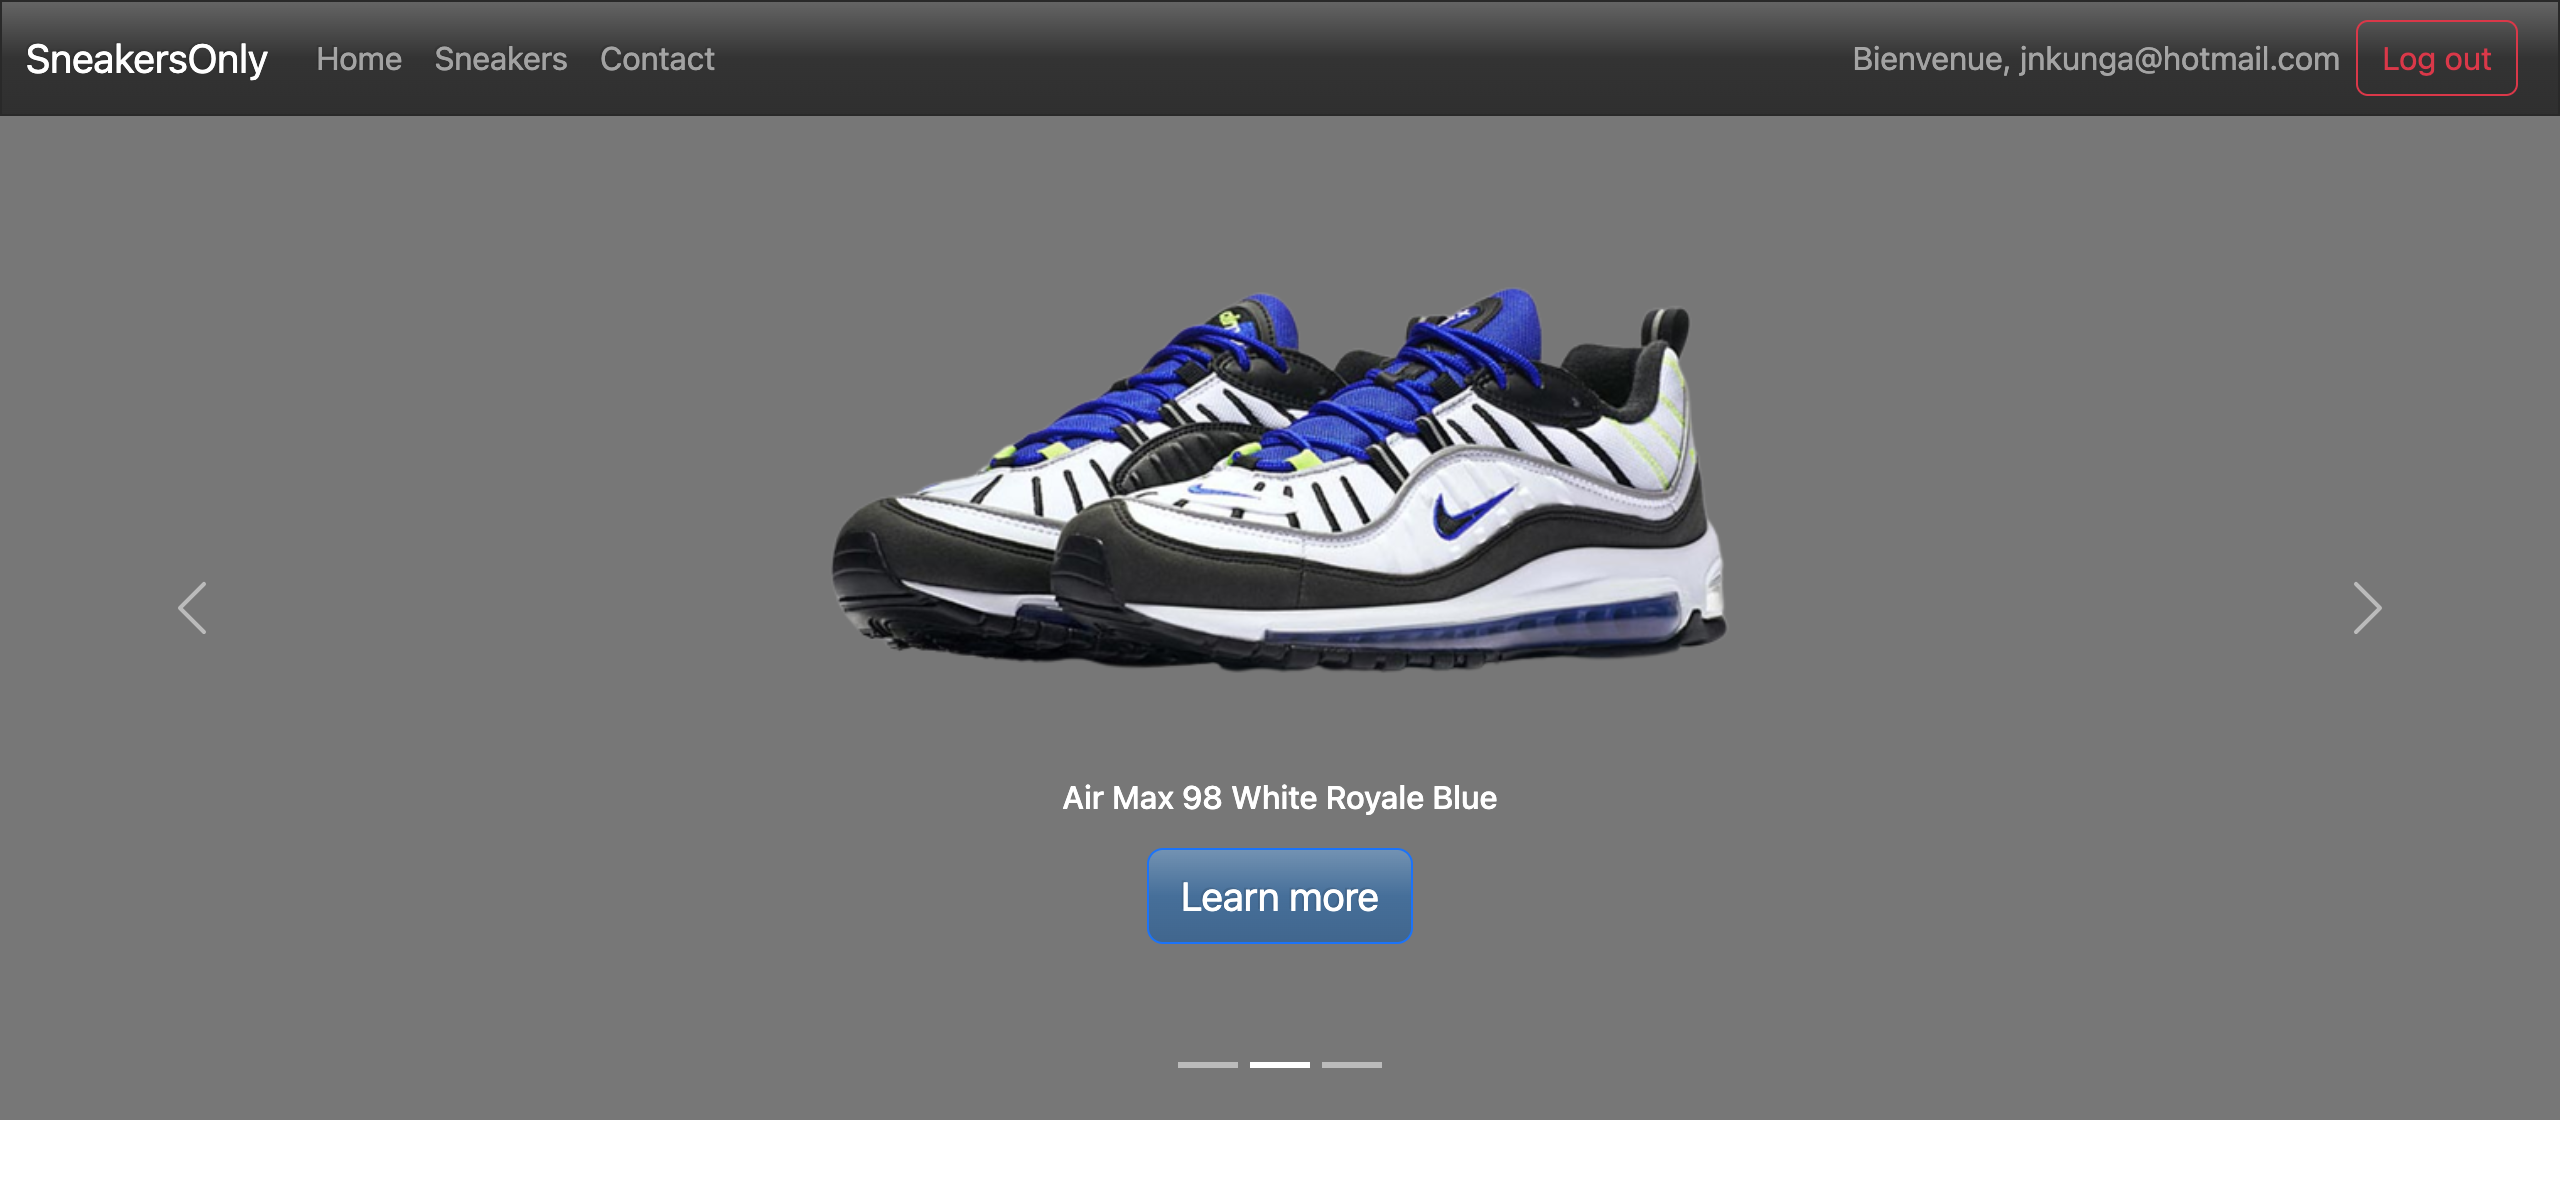 SneakersOnly Home Sneakers Contact Bienvenue, jnkunga@hotmail.com Log out
Air Max 98 White Royale Blue
Learn more